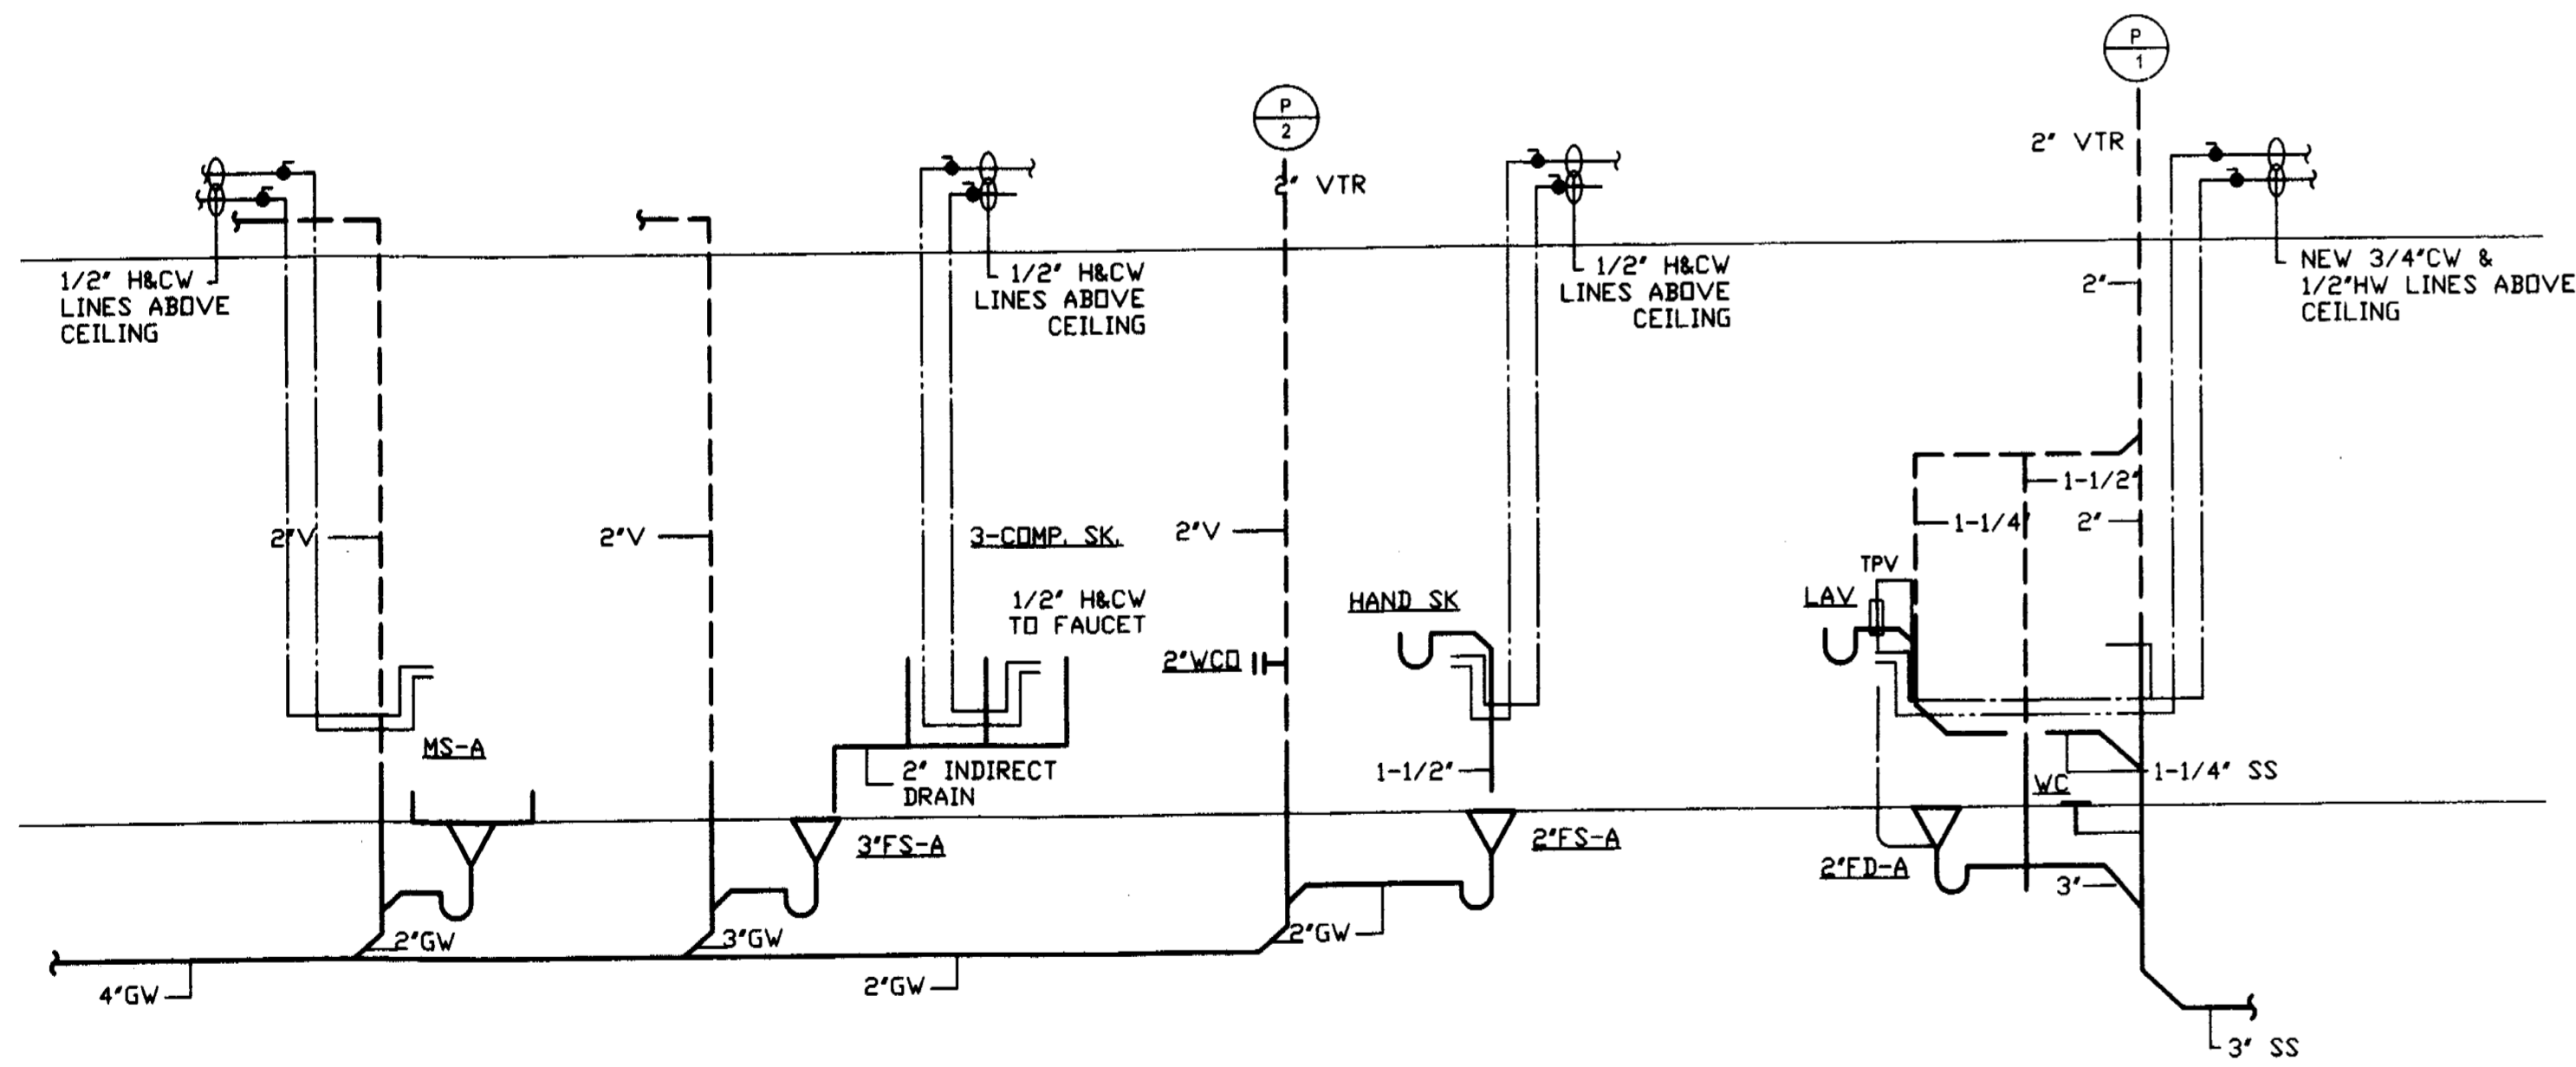 P
1
P
2
2" VTR
2" VTR
1/2" H&CW
LINES ABOVE
CEILING
1/2" H&CW
LINES ABOVE
CEILING
1/2" H&CW
LINES ABOVE
CEILING
2"
NEW 3/4"CW &
1/2"HW LINES ABOVE
CEILING
1-1/2"
2"V
2"V
3-COMP. SK.
2"V
1-1/4"
2"
TPV
1/2" H&CW
TO FAUCET
HAND SK
LAV
2"WCO
MS-A
2" INDIRECT
DRAIN
1-1/2"
1-1/4" SS
WC
3"FS-A
2"FS-A
2"FD-A
3"
2"GW
3"GW
2"GW
4"GW
2"GW
3" SS